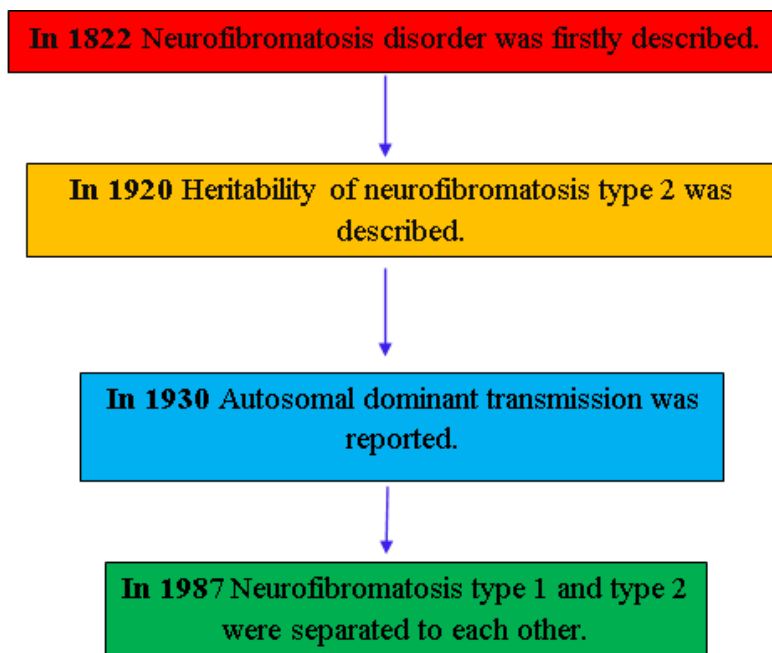 In 1822 Neurofibromatosis disorder was firstly described.
In 1920 Heritability of neurofibromatosis type 2 was
described.
In 1930 Autosomal dominant transmission was
reported.
In 1987 Neurofibromatosis type 1 and type 2
were separated to each other.